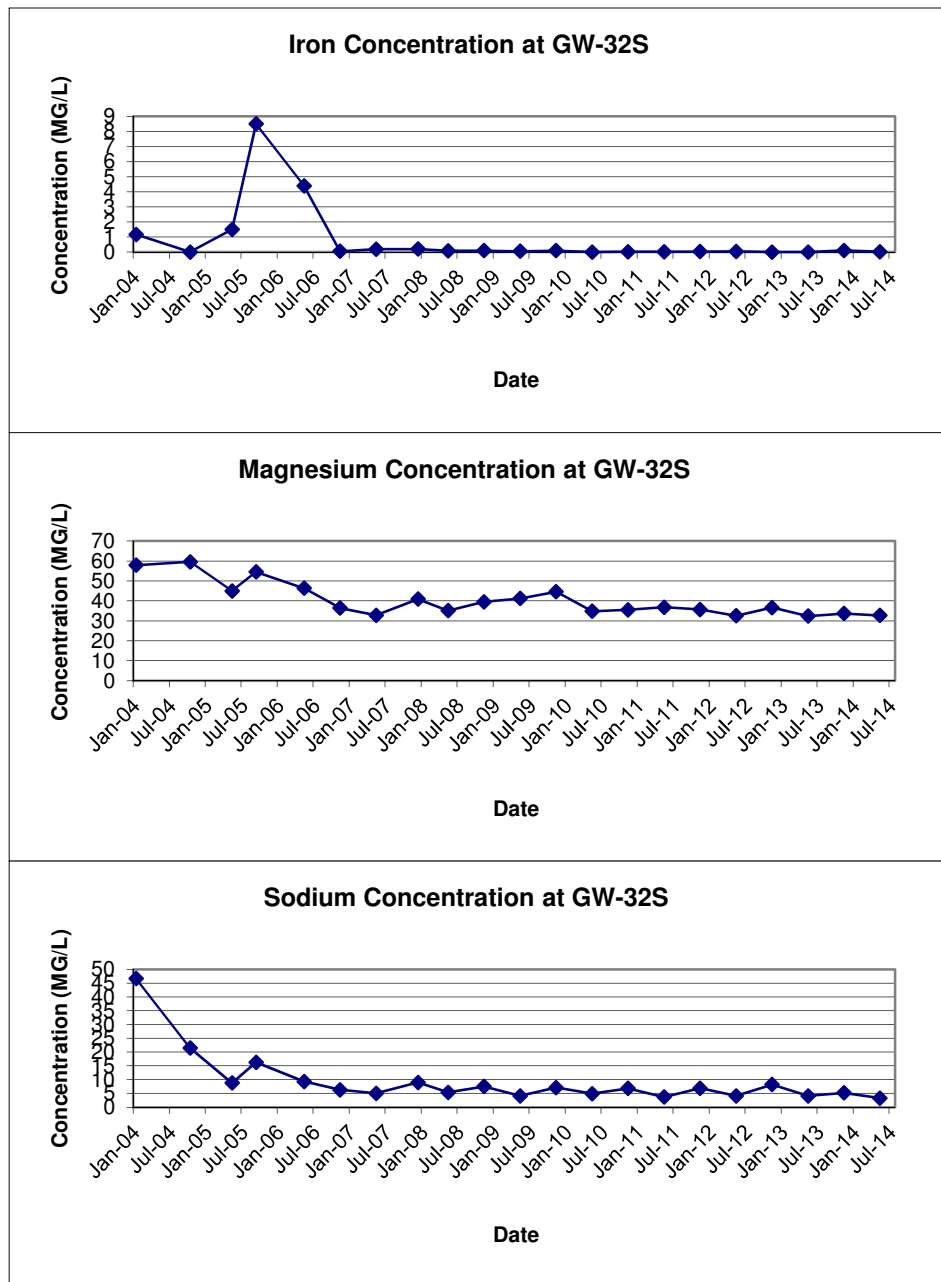 Iron Concentration at GW-32S
Concentration (MG/L)
9
8
7
6
5
4
3
2
1
0
Jan-04 Jul-04 Jan-05 Jul-05 Jan-06 Jul-06 Jan-07 Jul-07 Jan-08 Jul-08 Jan-09 Jul-09 Jan-10 Jul-10 Jan-11 Jul-11 Jan-12 Jul-12 Jan-13 Jul-13 Jan-14 Jul-14
Date
Magnesium Concentration at GW-32S
Concentration (MG/L)
70
60
50
40
30
20
10
0
Jan-04 Jul-04 Jan-05 Jul-05 Jan-06 Jul-06 Jan-07 Jul-07 Jan-08 Jul-08 Jan-09 Jul-09 Jan-10 Jul-10 Jan-11 Jul-11 Jan-12 Jul-12 Jan-13 Jul-13 Jan-14 Jul-14
Date
Sodium Concentration at GW-32S
Concentration (MG/L)
50
45
40
35
30
25
20
15
10
5
0
Jan-04 Jul-04 Jan-05 Jul-05 Jan-06 Jul-06 Jan-07 Jul-07 Jan-08 Jul-08 Jan-09 Jul-09 Jan-10 Jul-10 Jan-11 Jul-11 Jan-12 Jul-12 Jan-13 Jul-13 Jan-14 Jul-14
Date